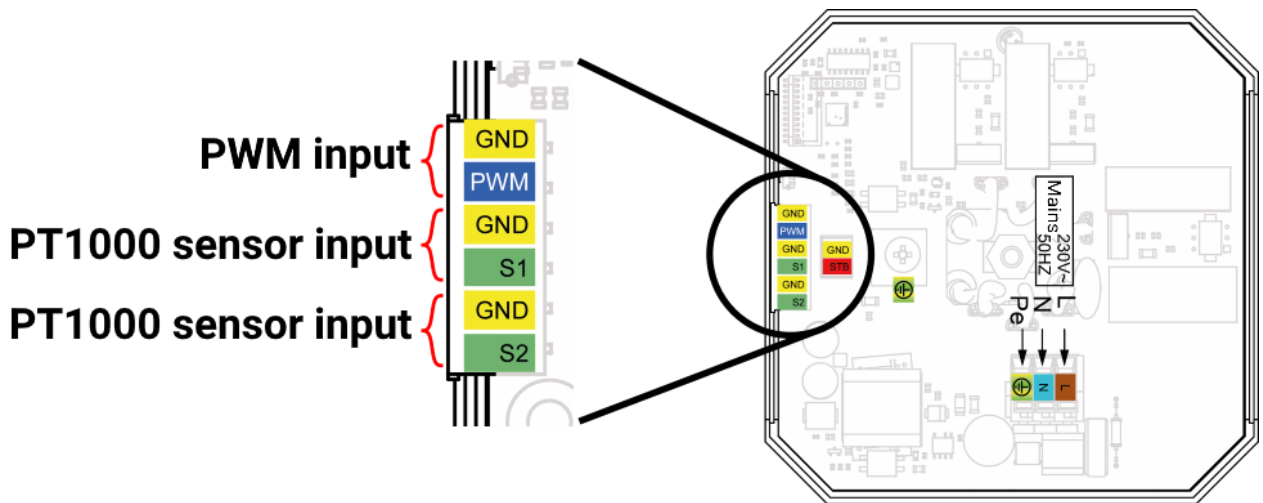 PWM input
PT1000 sensor input
PT1000 sensor input
GND
PWM
GND
S1
GND
S2
GND
PWM
GND
S1
GND
S2
GND
STB
Mains 230V~
50HZ
L
N
Pe
N
L